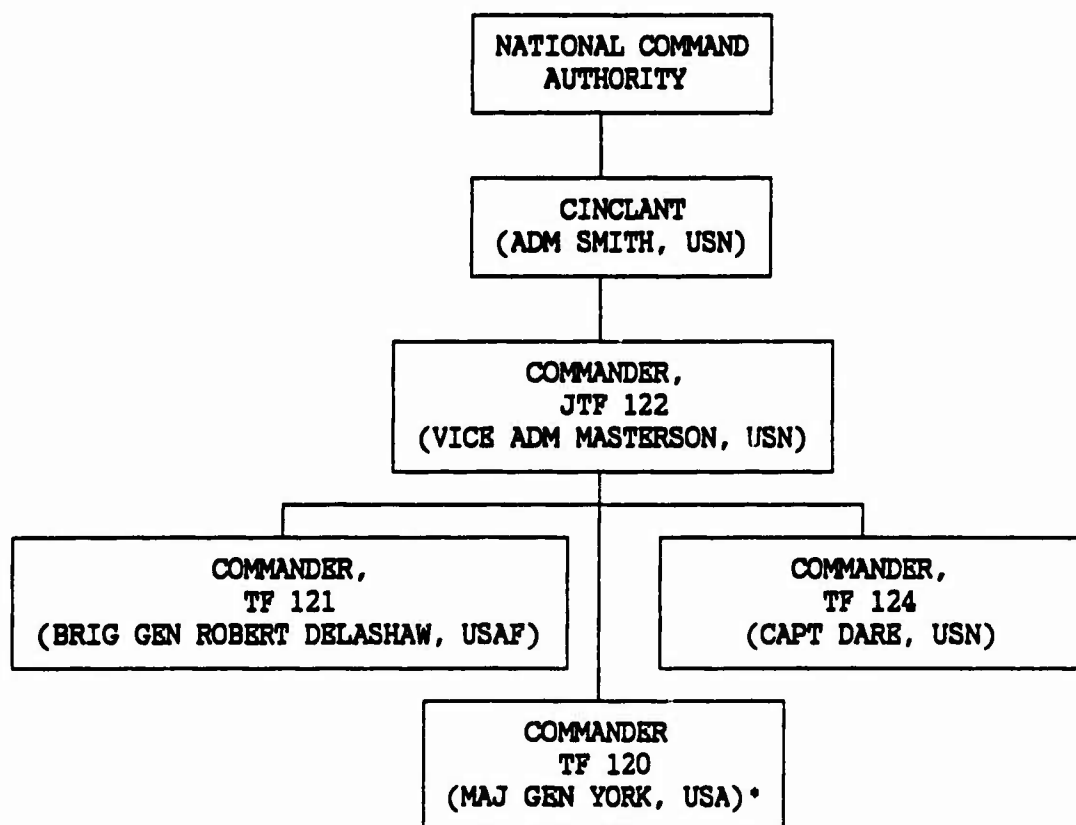 NATIONAL COMMAND
AUTHORITY
CINCLANT
(ADM SMITH, USN)
COMMANDER,
JTF 122
(VICE ADM MASTERSON, USN)
COMMANDER,
TF 121
(BRIG GEN ROBERT DELASHAW, USAF)
COMMANDER,
TF 124
(CAPT DARE, USN)
COMMANDER
TF 120
(MAJ GEN YORK, USA)*